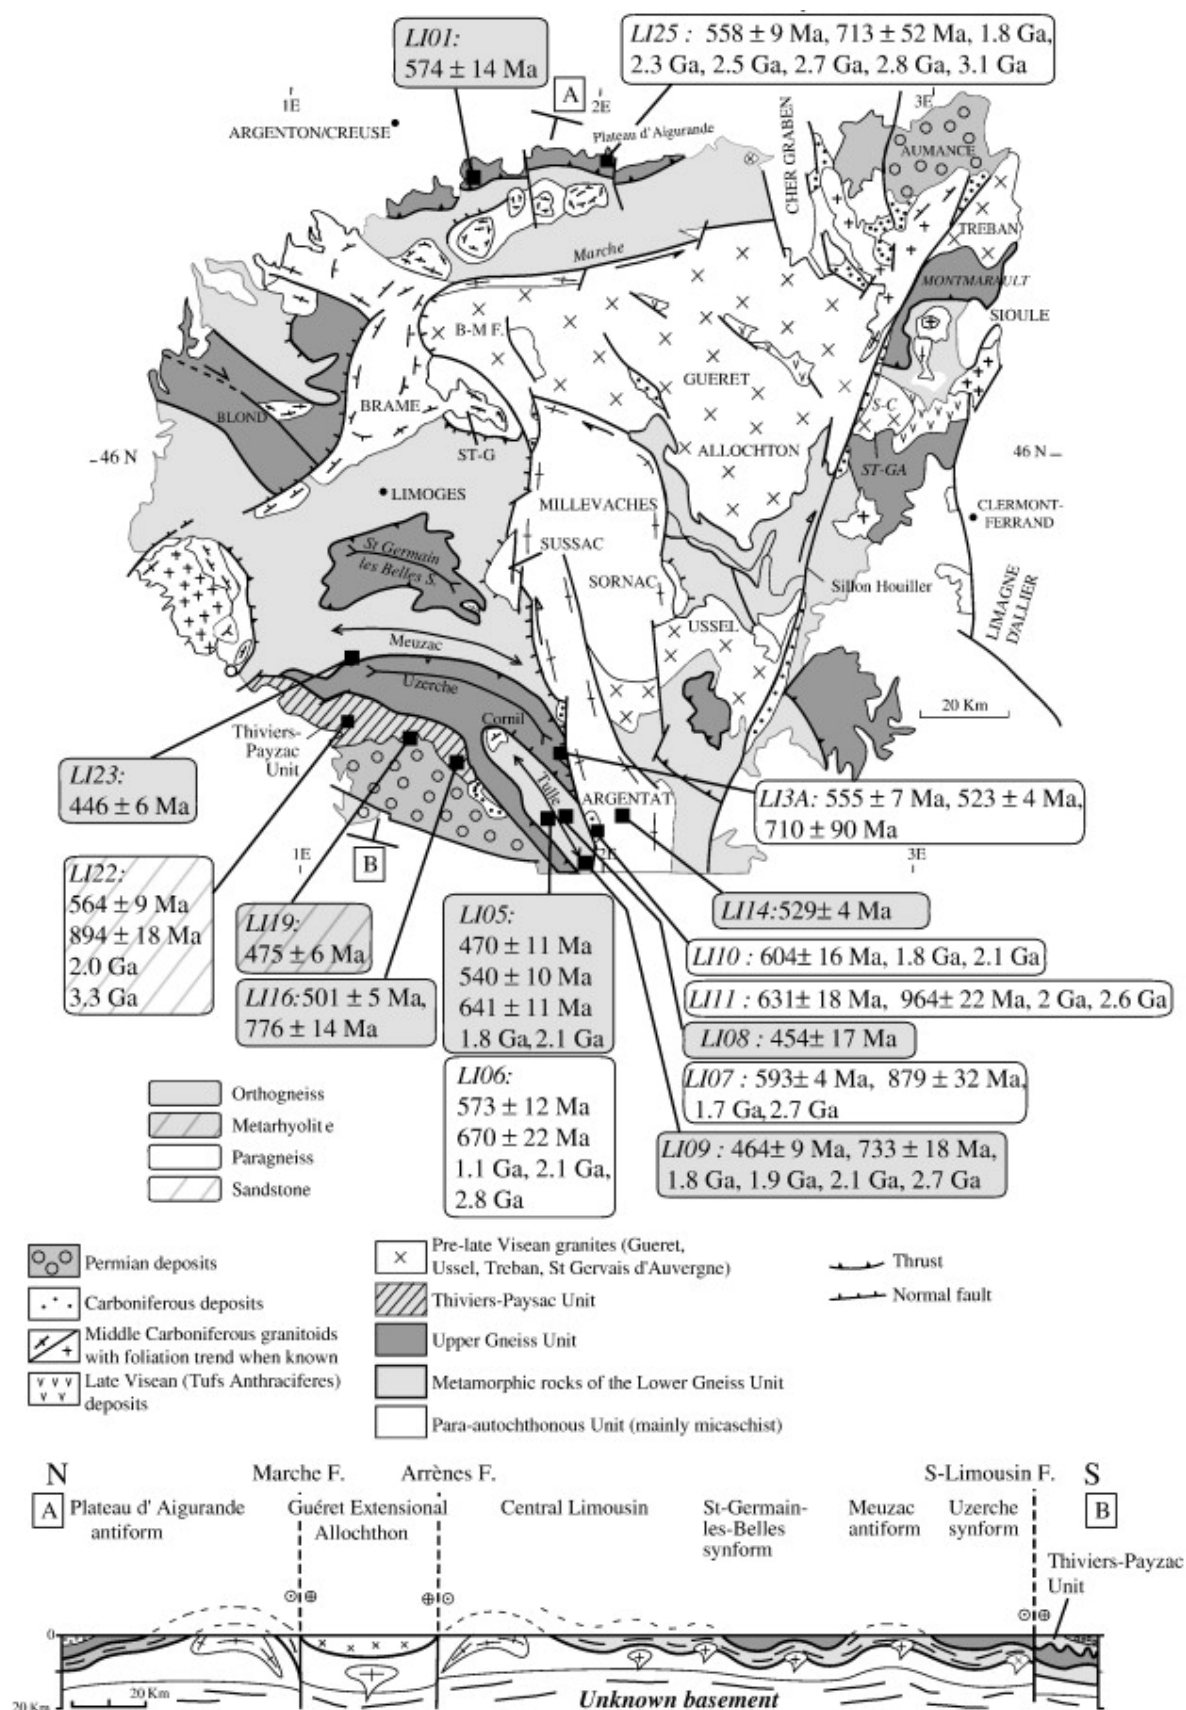 LI01:
574 ± 14 Ma
LI25 : 558 ± 9 Ma, 713 ± 52 Ma, 1.8 Ga,
2.3 Ga, 2.5 Ga, 2.7 Ga, 2.8 Ga, 3.1 Ga
1E
A
2E
3E
ARGENTON/CREUSE
Plateau d'Aigurande
CHER GRABEN
AUMANCE
TREBAN
Marche
MONTMARAULT
SIOULE
B-M F.
GUERET
BLOND
BRAME
S-C
ST-G
ALLOCHTON
46 N
46 N
ST-GA
LIMOGES
MILLEVACHES
CLERMONT-
FERRAND
St Germain
les Belles S.
SUSSAC
SORNAC
Sillon Houiller
LIMAGNE
D'ALLIER
USSEL
Meuzac
Uzerche
20 Km
Cornil
Thiviers-
Payzac
Unit
Tulle
ARGENTAT
LI23:
446 ± 6 Ma
LI3A: 555 ± 7 Ma, 523 ± 4 Ma,
710 ± 90 Ma
1E
B
2E
3E
LI22:
564 ± 9 Ma
894 ± 18 Ma
2.0 Ga
3.3 Ga
LI19:
475 ± 6 Ma
LI16:501 ± 5 Ma,
776 ± 14 Ma
LI05:
470 ± 11 Ma
540 ± 10 Ma
641 ± 11 Ma
1.8 Ga, 2.1 Ga
LI14:529± 4 Ma
LI10 : 604± 16 Ma, 1.8 Ga, 2.1 Ga
LI11 : 631± 18 Ma, 964± 22 Ma, 2 Ga, 2.6 Ga
LI08 : 454± 17 Ma
LI06:
573 ± 12 Ma
670 ± 22 Ma
1.1 Ga, 2.1 Ga,
2.8 Ga
LI07 : 593± 4 Ma, 879± 32 Ma,
1.7 Ga, 2.7 Ga
LI09 : 464± 9 Ma, 733 ± 18 Ma,
1.8 Ga, 1.9 Ga, 2.1 Ga, 2.7 Ga
Orthogneiss
Metarhyolite
Paragneiss
Sandstone
Permian deposits
Carboniferous deposits
Middle Carboniferous granitoids
with foliation trend when known
Late Visean (Tufs Anthraciferes)
deposits
Pre-late Visean granites (Gueret,
Ussel, Treban, St Gervais d'Auvergne)
Thiviers-Paysac Unit
Upper Gneiss Unit
Metamorphic rocks of the Lower Gneiss Unit
Para-autochthonous Unit (mainly micaschist)
Thrust
Normal fault
N
Marche F.
Arrènes F.
S-Limousin F.
S
A
Plateau d' Aigurande
antiform
Guéret Extensional
Allochthon
Central Limousin
St-Germain-
les-Belles
synform
Meuzac
antiform
Uzerche
synform
B
Thiviers-Payzac
Unit
0
20 Km
20 Km
Unknown basement